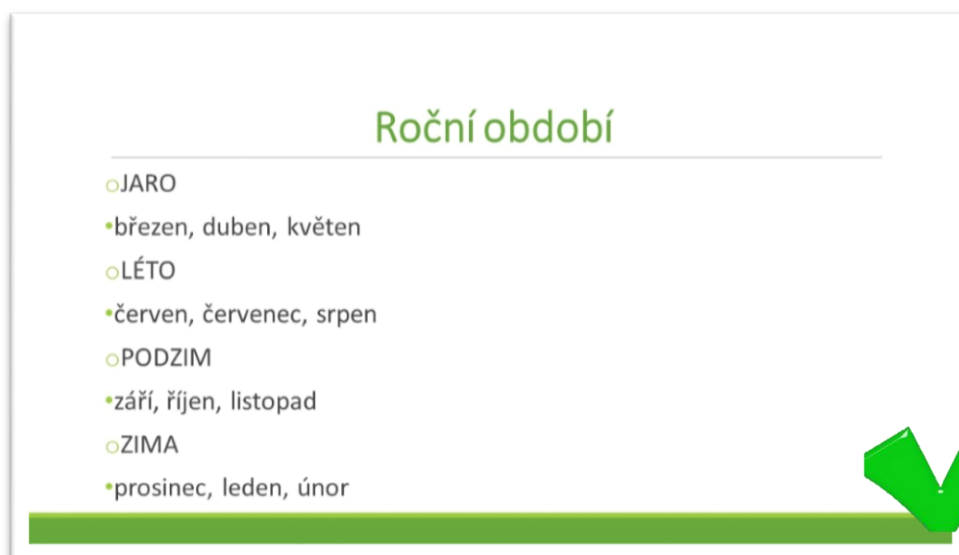 Roční období
JARO
březen, duben, květen
LÉTO
červen, červenec, srpen
PODZIM
září, říjen, listopad
ZIMA
prosinec, leden, únor